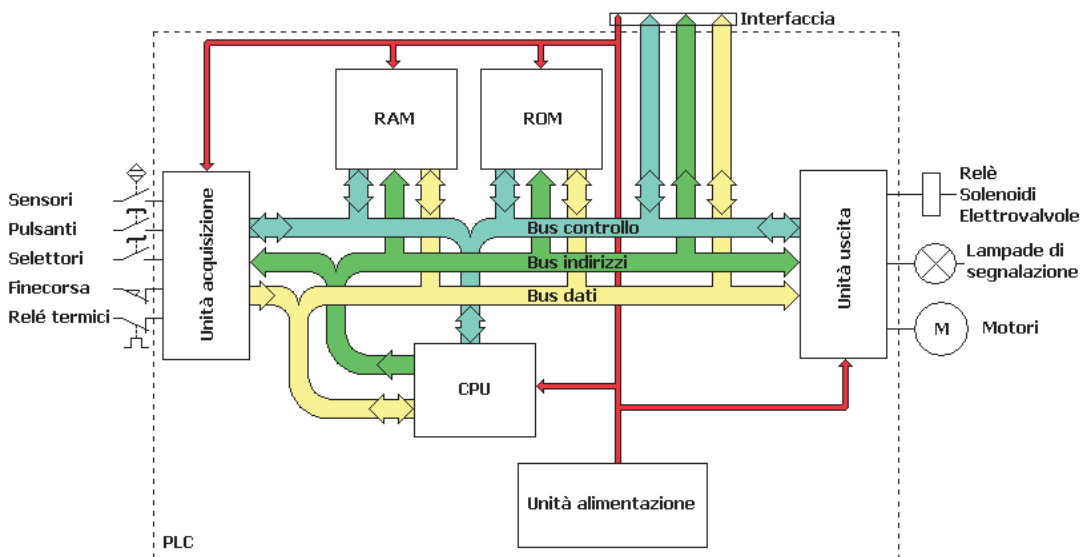 Interfaccia
RAM
ROM
Sensori
Pulsanti
Selettori
Finecorsa
Relé termici
Unità acquisizione
Bus controllo
Bus indirizzi
Bus dati
Unità uscita
Relè
Solenoidi
Elettrovalvole
Lampade di
segnalazione
M
Motori
CPU
Unità alimentazione
PLC